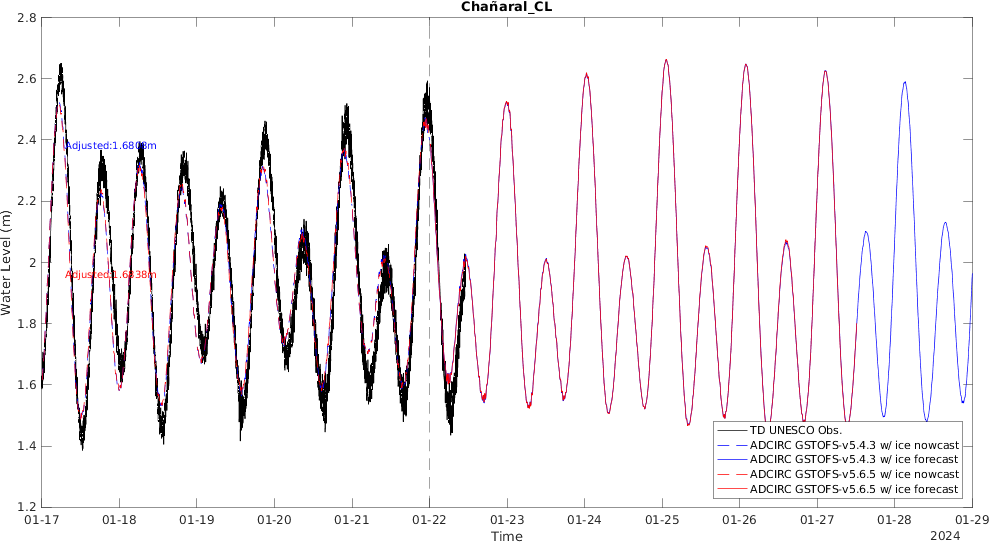 Chañaral_CL
2.8
2.6
2.4
2.2
2
1.8
1.6
1.4
1.2
Water Level (m)
Adjusted:1.6808m
Adjusted:1.6838m
TD UNESCO Obs.
ADCIRC GSTOFS-v5.4.3 w/ ice nowcast
ADCIRC GSTOFS-v5.4.3 w/ ice forecast
ADCIRC GSTOFS-v5.6.5 w/ ice nowcast
ADCIRC GSTOFS-v5.6.5 w/ ice forecast
01-17 01-18 01-19 01-20 01-21 01-22 01-23 01-24 01-25 01-26 01-27 01-28 01-29
Time
2024